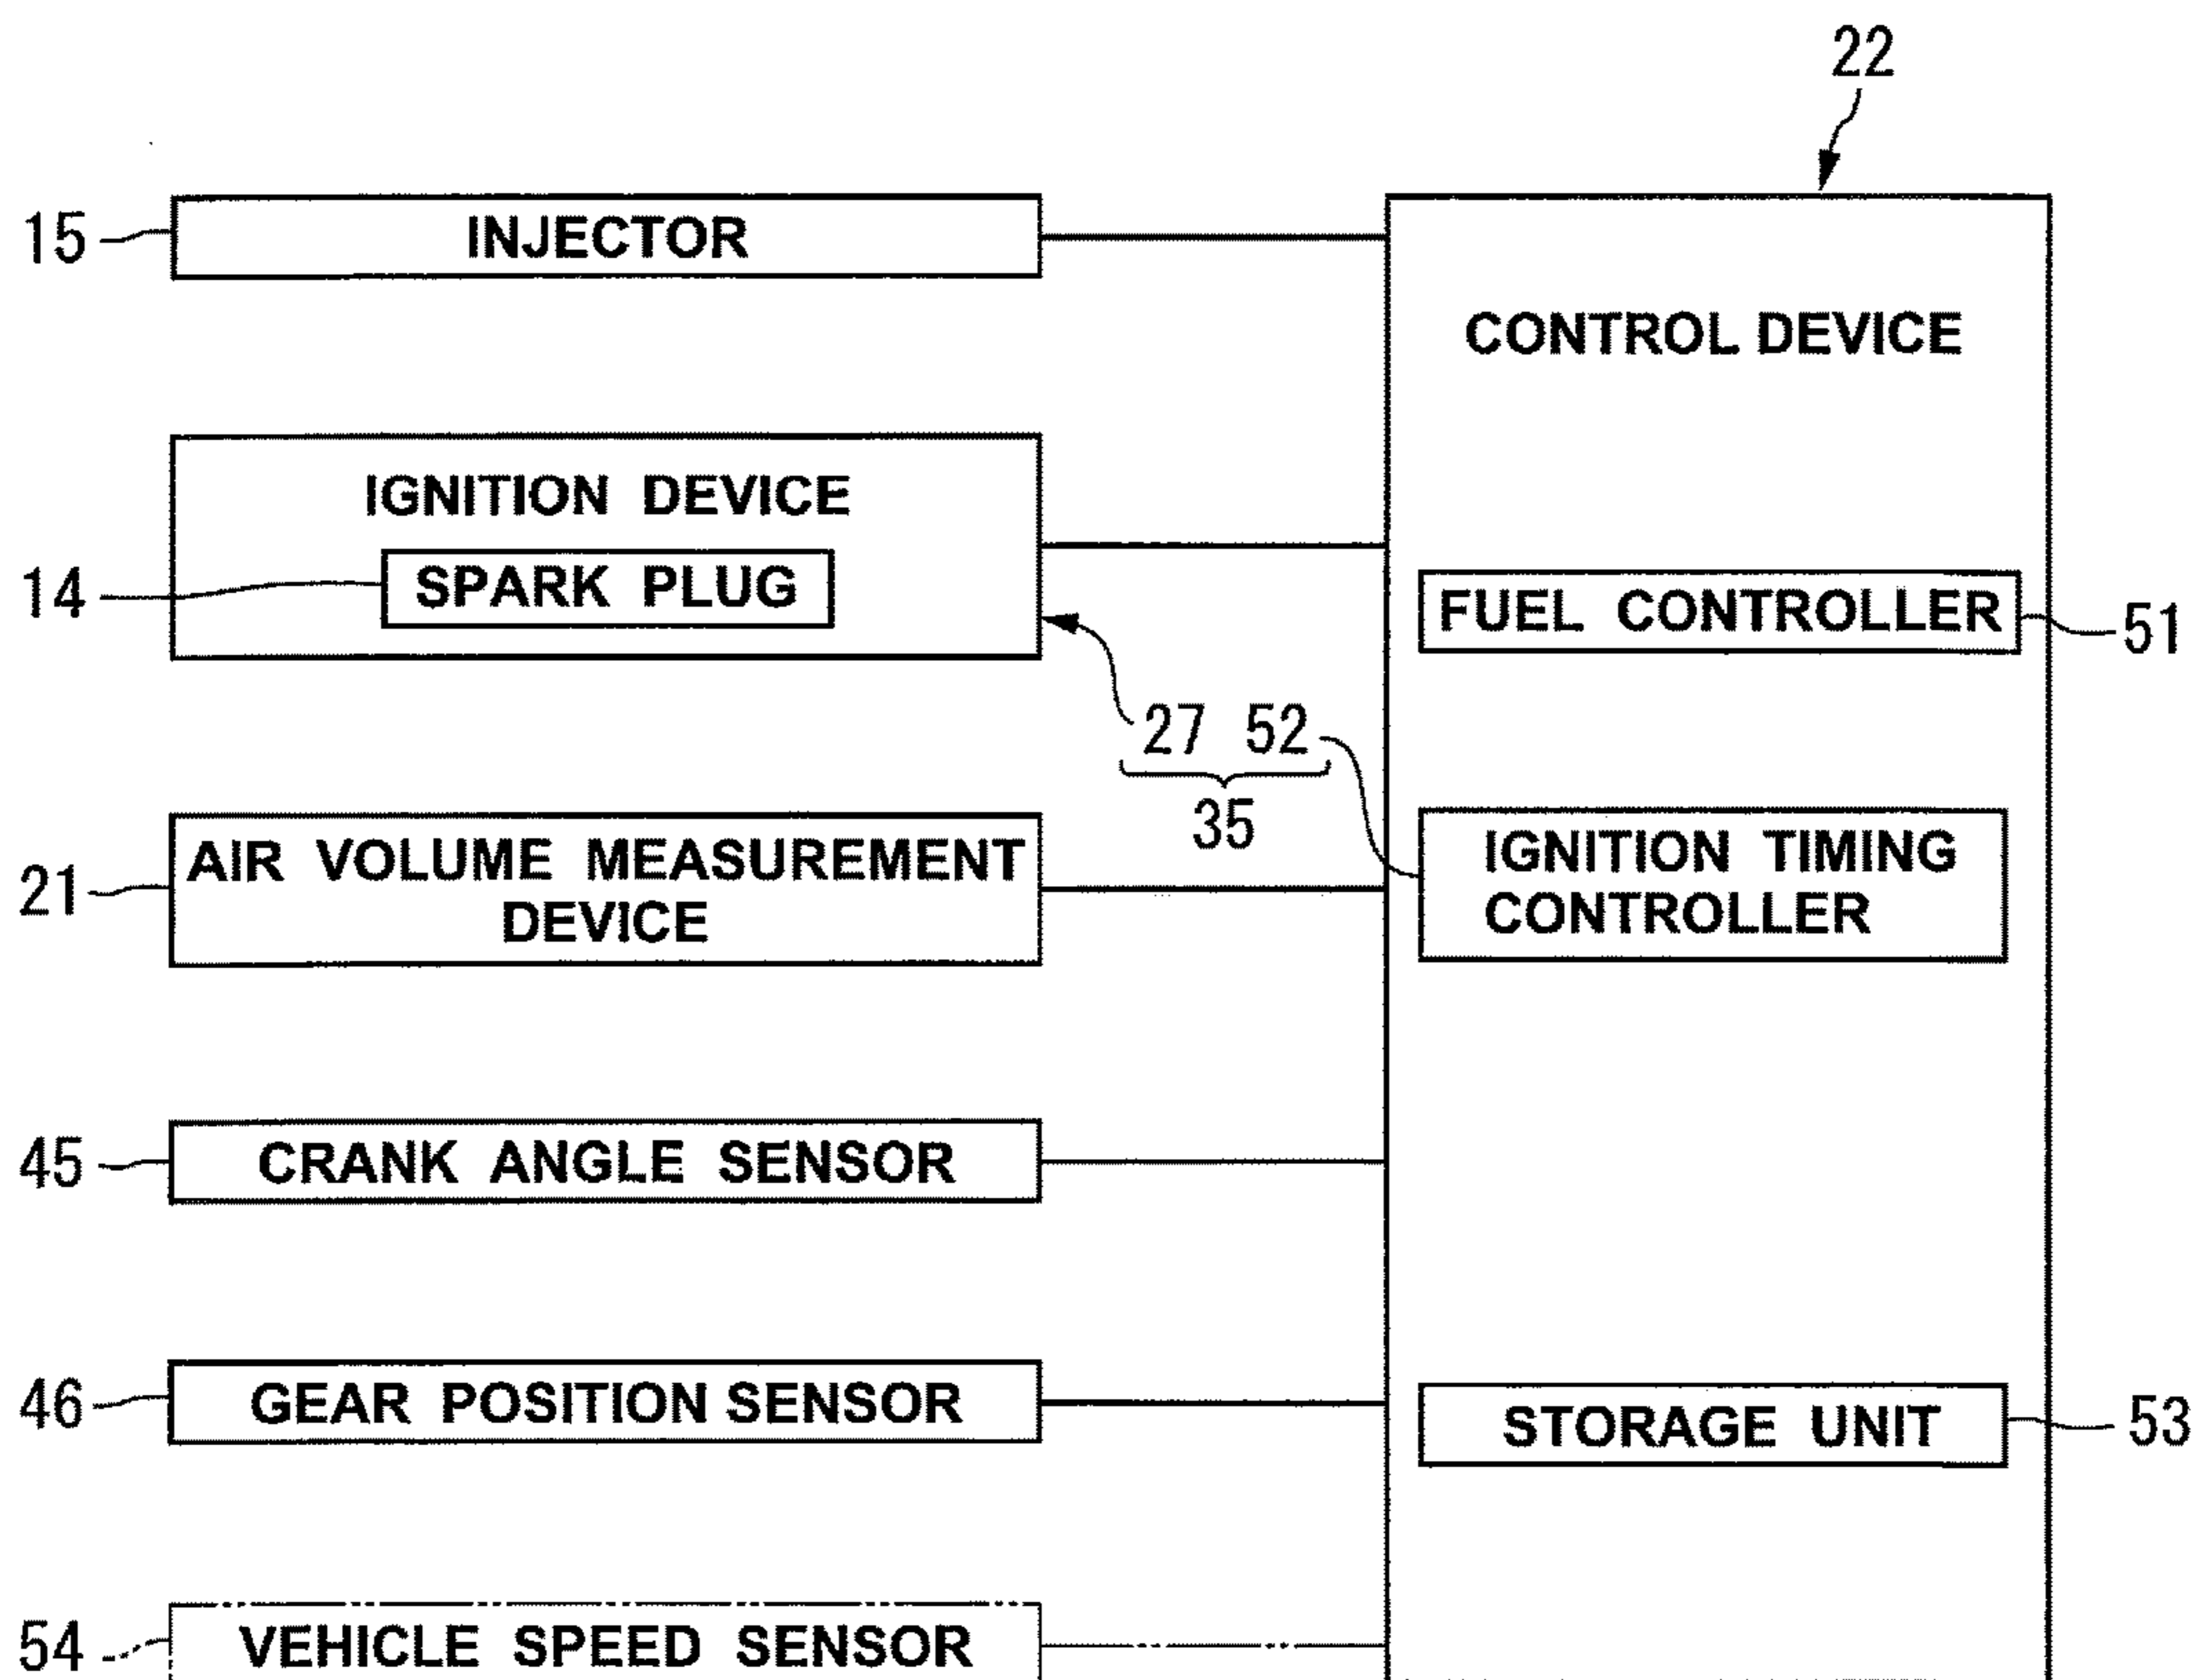 22
15
INJECTOR
CONTROL DEVICE
IGNITION DEVICE
14
SPARK PLUG
FUEL CONTROLLER
51
27 52
35
21
AIR VOLUME MEASUREMENT
DEVICE
IGNITION TIMING
CONTROLLER
45
CRANK ANGLE SENSOR
46
GEAR POSITION SENSOR
STORAGE UNIT
53
54
VEHICLE SPEED SENSOR